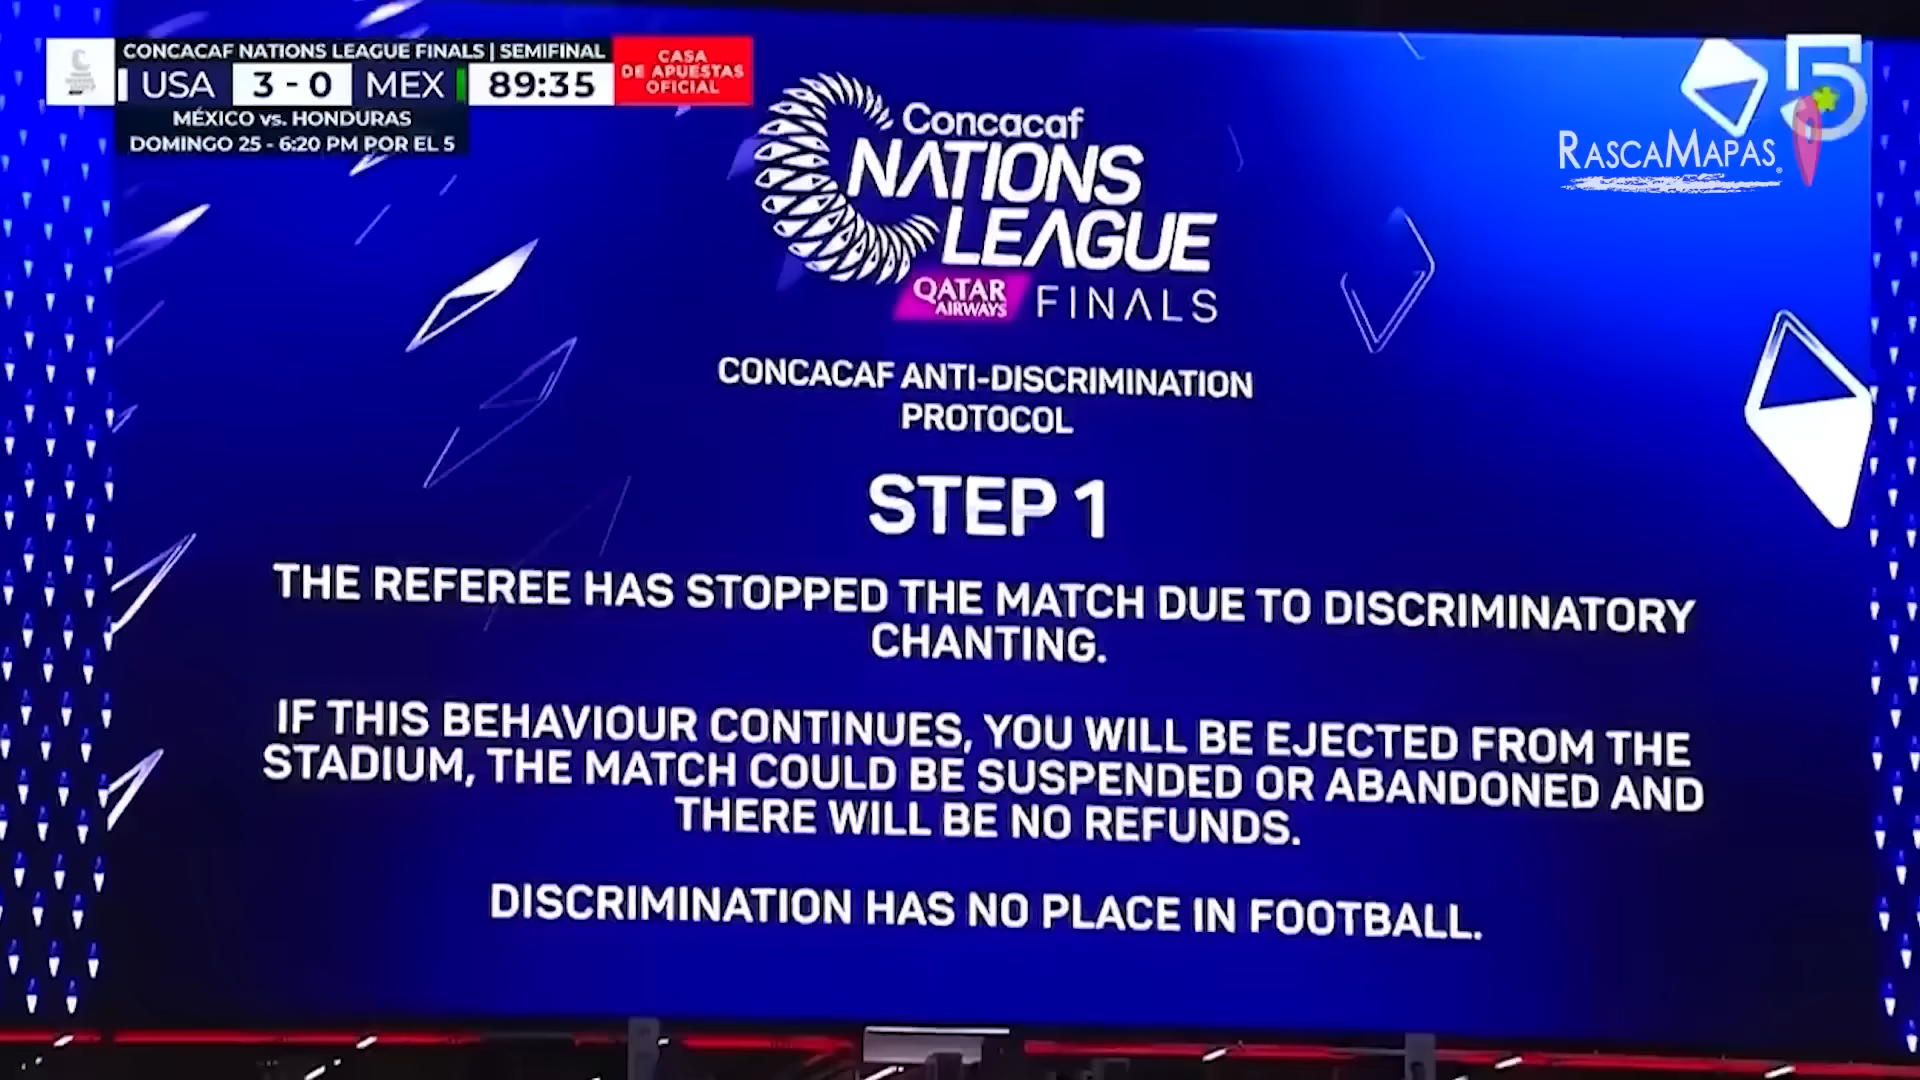 CONCACAF NATIONS LEAGUE FINALS | SEMIFINAL
USA 3 - 0 MEX 89:35
CASA
DE APUESTAS
OFICIAL
MÉXICO vs. HONDURAS
DOMINGO 25 - 6:20 PM POR EL 5
5
RASCAMAPAS
Concacaf
NATIONS
LEAGUE
QATAR
AIRWAYS
FINALS
CONCACAF ANTI-DISCRIMINATION
PROTOCOL
STEP 1
THE REFEREE HAS STOPPED THE MATCH DUE TO DISCRIMINATORY
CHANTING.
IF THIS BEHAVIOUR CONTINUES, YOU WILL BE EJECTED FROM THE
STADIUM, THE MATCH COULD BE SUSPENDED OR ABANDONED AND
THERE WILL BE NO REFUNDS.
DISCRIMINATION HAS NO PLACE IN FOOTBALL.